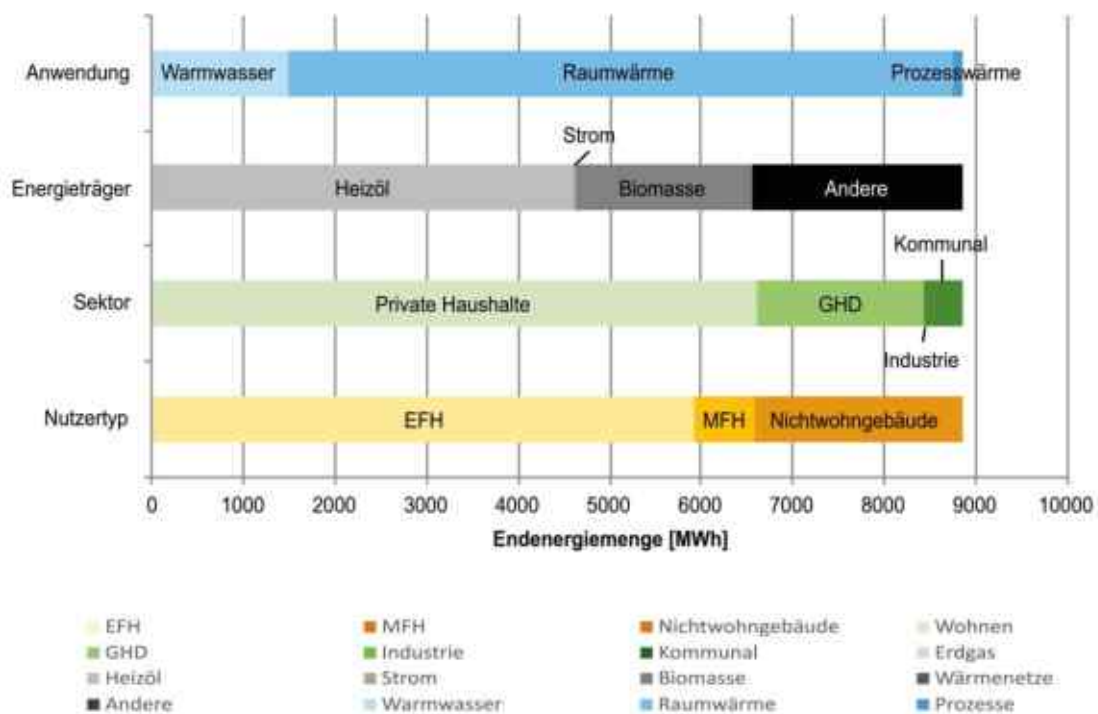 Anwendung Warmwasser Raumwärme Prozesswärme
Strom
Energieträger Heizöl Biomasse Andere
Kommunal
Sektor Private Haushalte GHD
Industrie
Nutzertyp EFH MFH Nichtwohngebäude
0 1000 2000 3000 4000 5000 6000 7000 8000 9000 10000
Endenergiemenge [MWh]
EFH MFH Nichtwohngebäude Wohnen
GHD Industrie Kommunal Erdgas
Heizöl Strom Biomasse Wärmenetze
Andere Warmwasser Raumwärme Prozesse